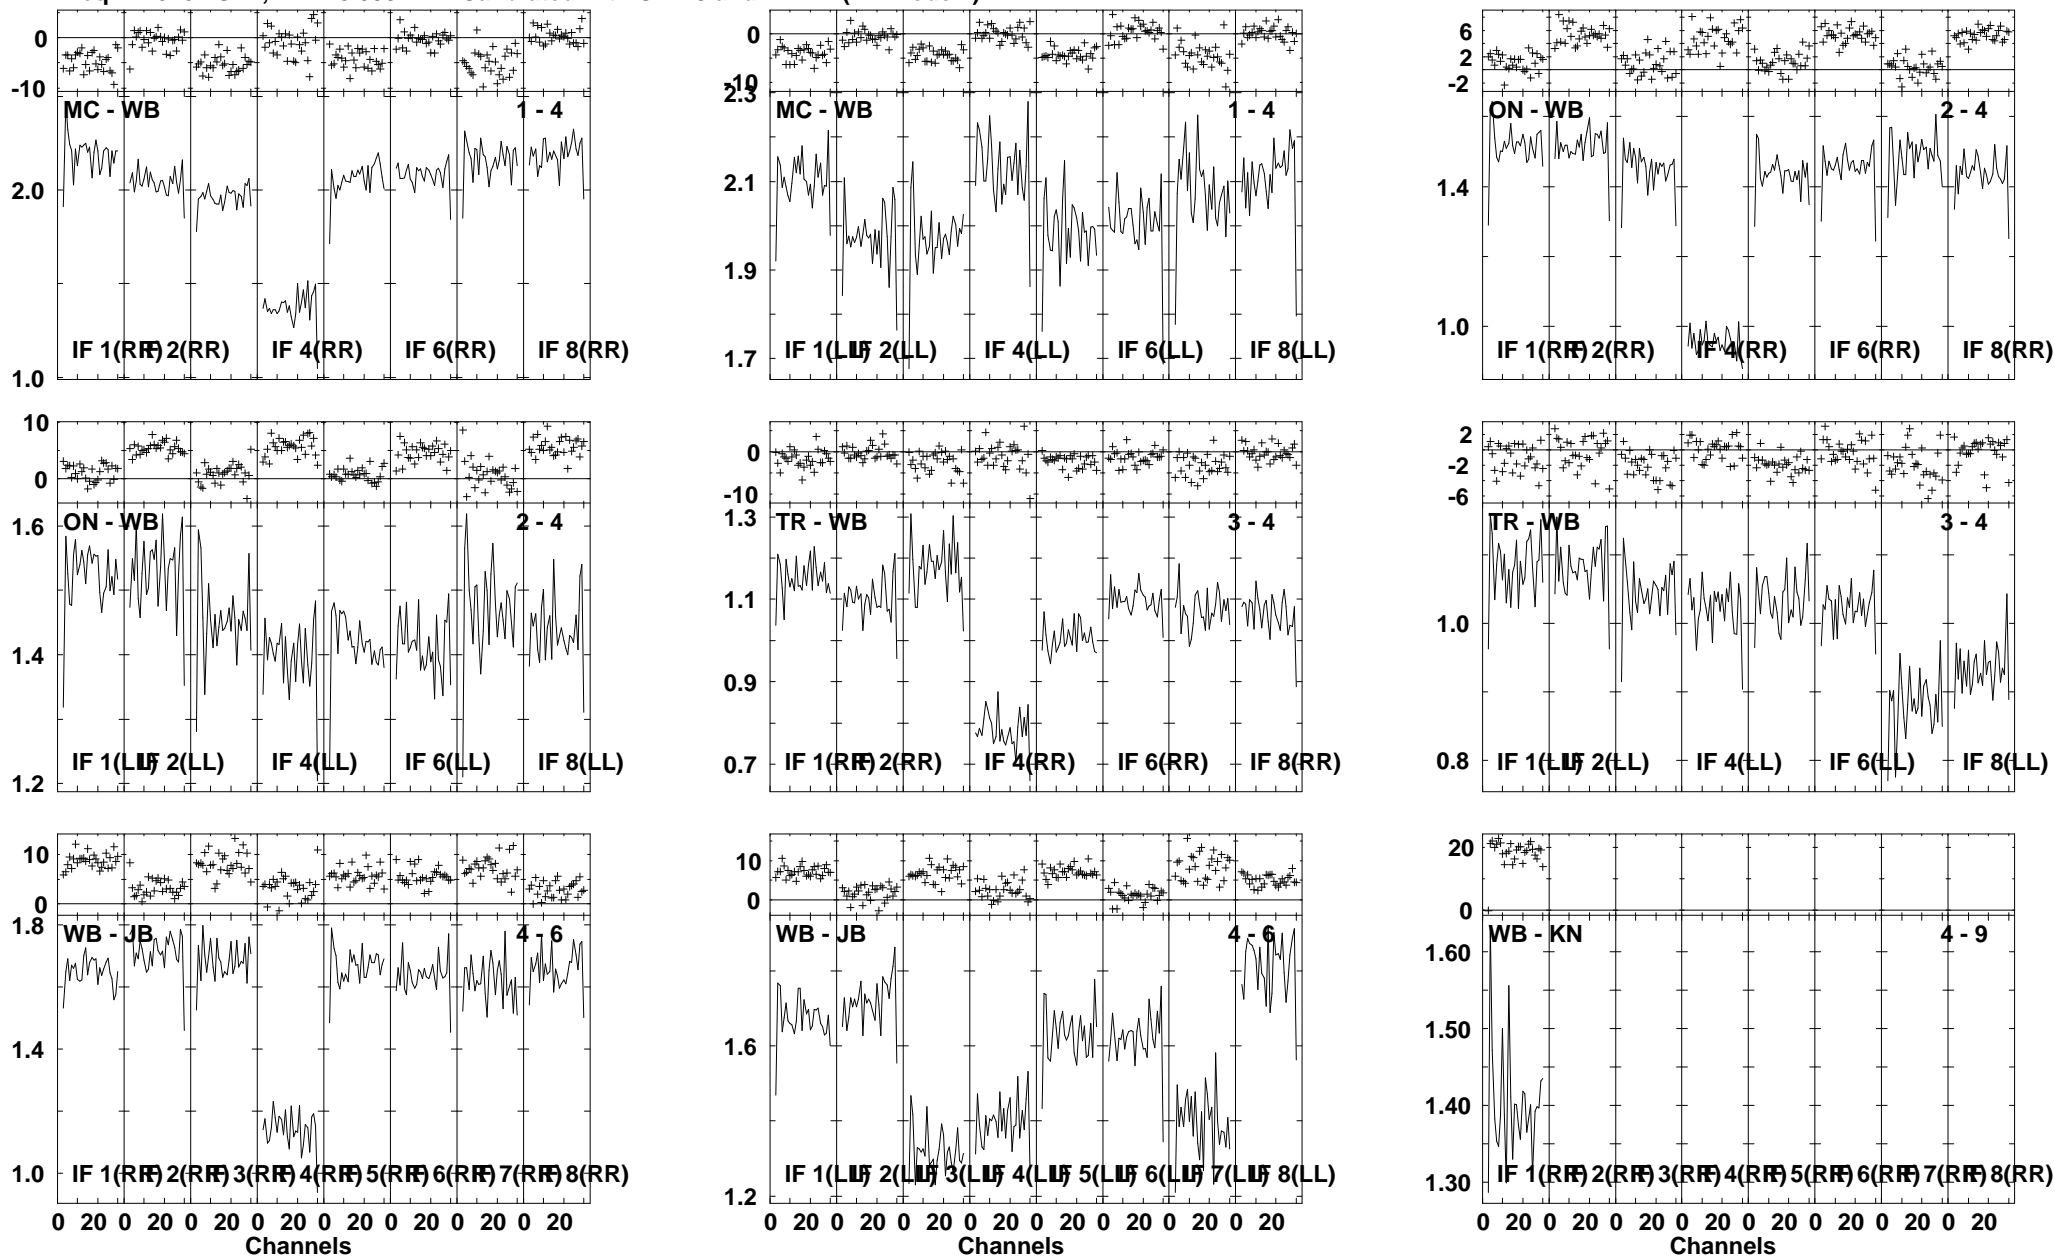 0
-10
MC - WB 1 - 4
2.0
1.0
IF 1(RR) IF 2(RR) IF 4(RR) IF 6(RR) IF 8(RR)
0
-10
2.3
MC - WB 1 - 4
2.1
1.9
1.7
IF 1(LL) IF 2(LL) IF 4(LL) IF 6(LL) IF 8(LL)
6
2
-2
ON - WB 2 - 4
1.4
1.0
IF 1(RR) IF 2(RR) IF 4(RR) IF 6(RR) IF 8(RR)
10
0
ON - WB 2 - 4
1.6
1.4
1.2
IF 1(LL) IF 2(LL) IF 4(LL) IF 6(LL) IF 8(LL)
0
-10
TR - WB 3 - 4
1.3
1.1
0.9
0.7
IF 1(RR) IF 2(RR) IF 4(RR) IF 6(RR) IF 8(RR)
2
-2
-6
TR - WB 3 - 4
1.0
0.8
IF 1(LL) IF 2(LL) IF 4(LL) IF 6(LL) IF 8(LL)
10
0
WB - JB 4 - 6
1.8
1.4
1.0
IF 1(RR) IF 2(RR) IF 3(RR) IF 4(RR) IF 5(RR) IF 6(RR) IF 7(RR) IF 8(RR)
0 20 0 20 0 20 0 20 0 20 0 20 0 20 0 20
Channels
10
0
WB - JB 4 - 6
1.6
1.2
IF 1(LL) IF 2(LL) IF 3(LL) IF 4(LL) IF 5(LL) IF 6(LL) IF 7(LL) IF 8(LL)
0 20 0 20 0 20 0 20 0 20 0 20 0 20 0 20
Channels
20
0
WB - KN 4 - 9
1.60
1.50
1.40
1.30
IF 1(RR) IF 2(RR) IF 3(RR) IF 4(RR) IF 5(RR) IF 6(RR) IF 7(RR) IF 8(RR)
0 20 0 20 0 20 0 20 0 20 0 20 0 20 0 20
Channels